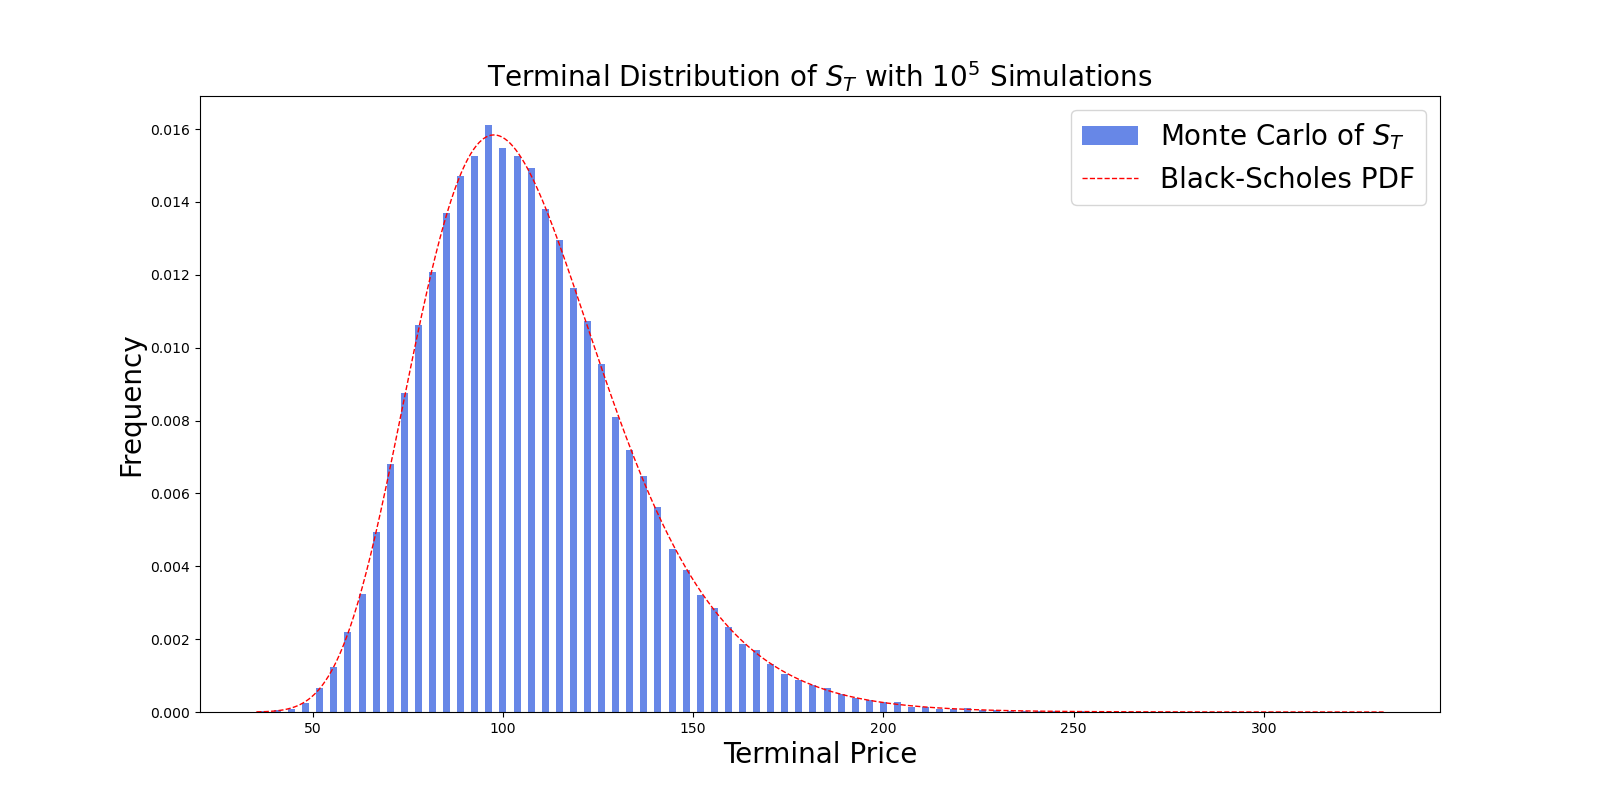 Terminal Distribution of $S_T$ with $10^5$ Simulations
Monte Carlo of $S_T$
Black-Scholes PDF
0.016
0.014
0.012
0.010
0.008
0.006
0.004
0.002
0.000
Frequency
50 100 150 200 250 300
Terminal Price